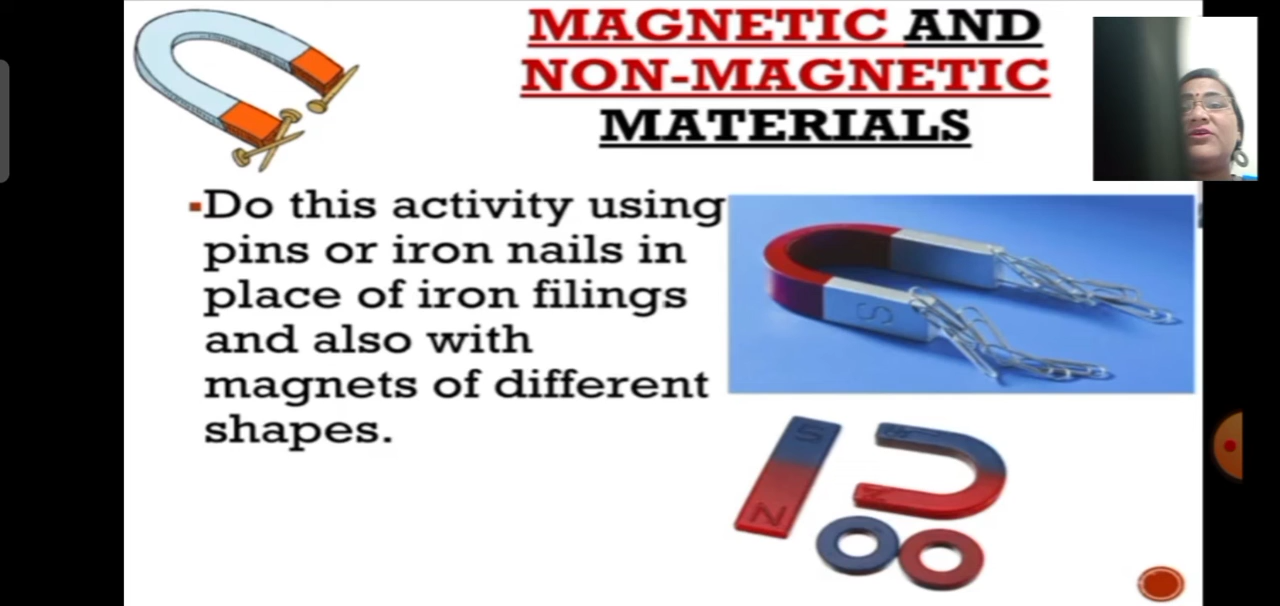 MAGNETIC AND
NON-MAGNETIC
MATERIALS
▪Do this activity using
pins or iron nails in
place of iron filings
and also with
magnets of different
shapes.
S
S
N
N